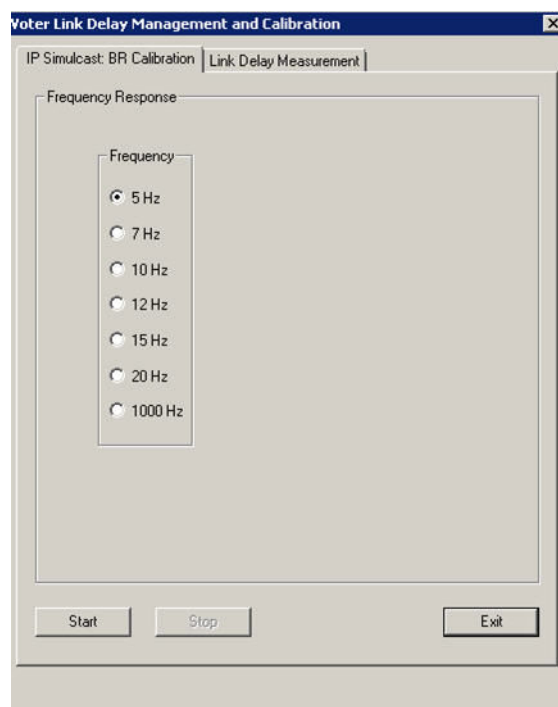 Voter Link Delay Management and Calibration
IP Simulcast: BR Calibration Link Delay Measurement
Frequency Response
Frequency
5 Hz
7 Hz
10 Hz
12 Hz
15 Hz
20 Hz
1000 Hz
Start Stop Exit